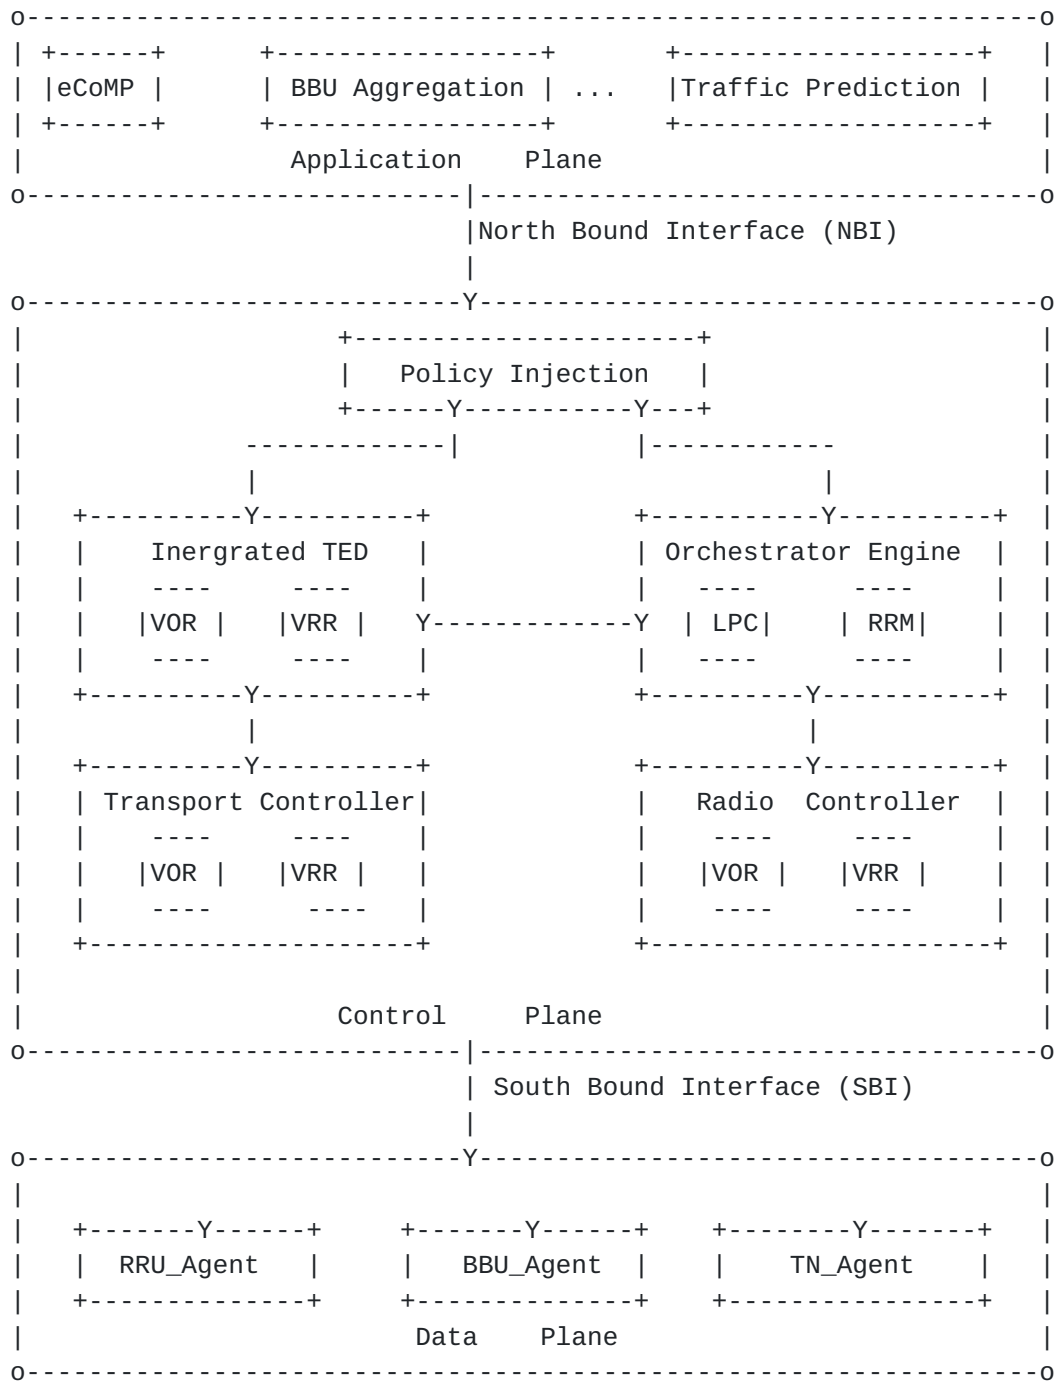 eCoMP BBU Aggregation ... Traffic Prediction
Application Plane
North Bound Interface (NBI)
Policy Injection
Inergrated TED Orchestrator Engine
VOR VRR LPC RRM
Transport Controller Radio Controller
VOR VRR VOR VRR
Control Plane
South Bound Interface (SBI)
RRU_Agent BBU_Agent TN_Agent
Data Plane